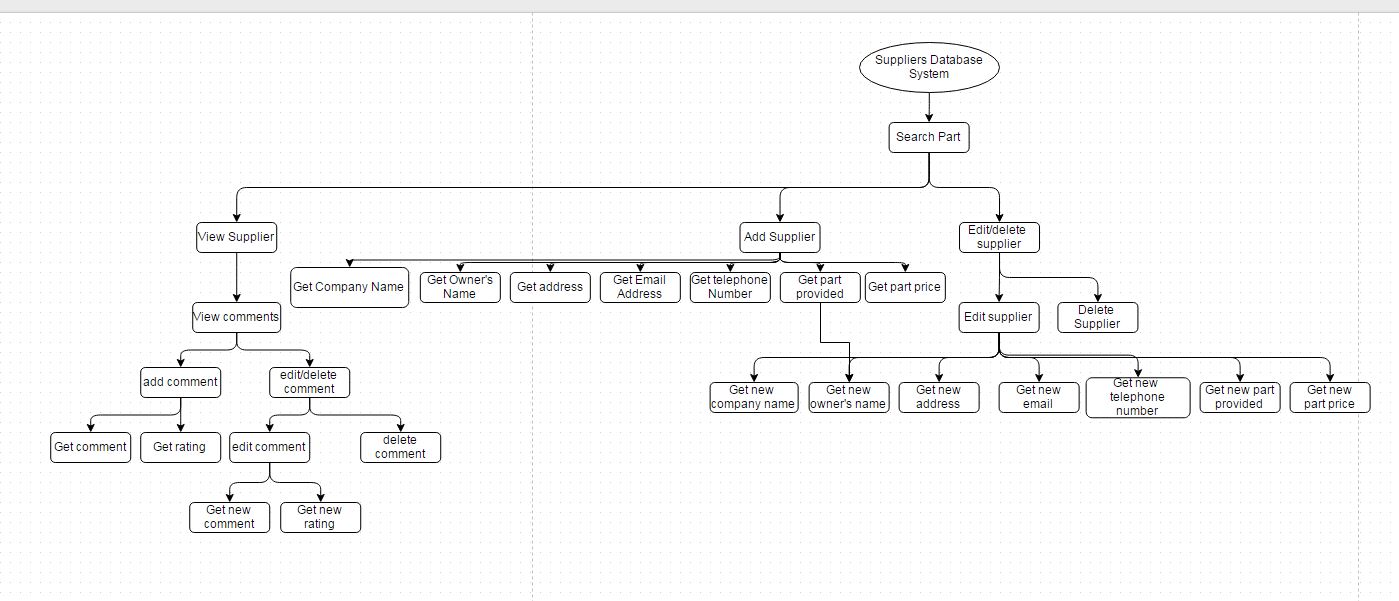 Suppliers Database
System
Search Part
View Supplier
Add Supplier
Edit/delete
supplier
Get Company Name
Get Owner's
Name
Get address
Get Email
Address
Get telephone
Number
Get part
provided
Get part price
View comments
Edit supplier
Delete
Supplier
add comment
edit/delete
comment
Get new
company name
Get new
owner's name
Get new
address
Get new
email
Get new
telephone
number
Get new part
provided
Get new
part price
Get comment
Get rating
edit comment
delete
comment
Get new
comment
Get new
rating